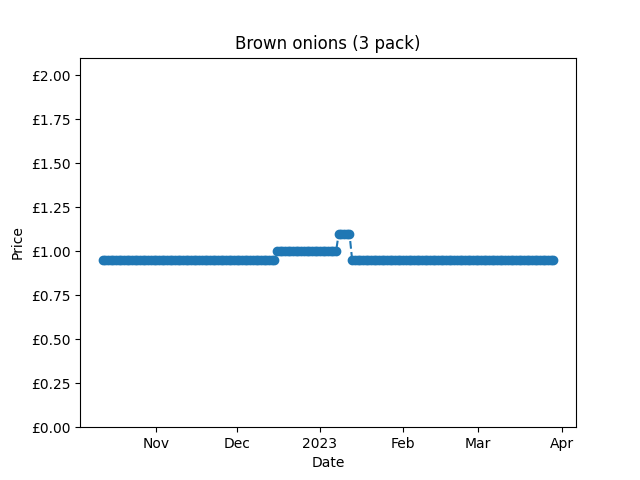 Brown onions (3 pack)
£2.00
£1.75
£1.50
£1.25
£1.00
£0.75
£0.50
£0.25
£0.00
Price
Nov Dec 2023 Feb Mar Apr
Date